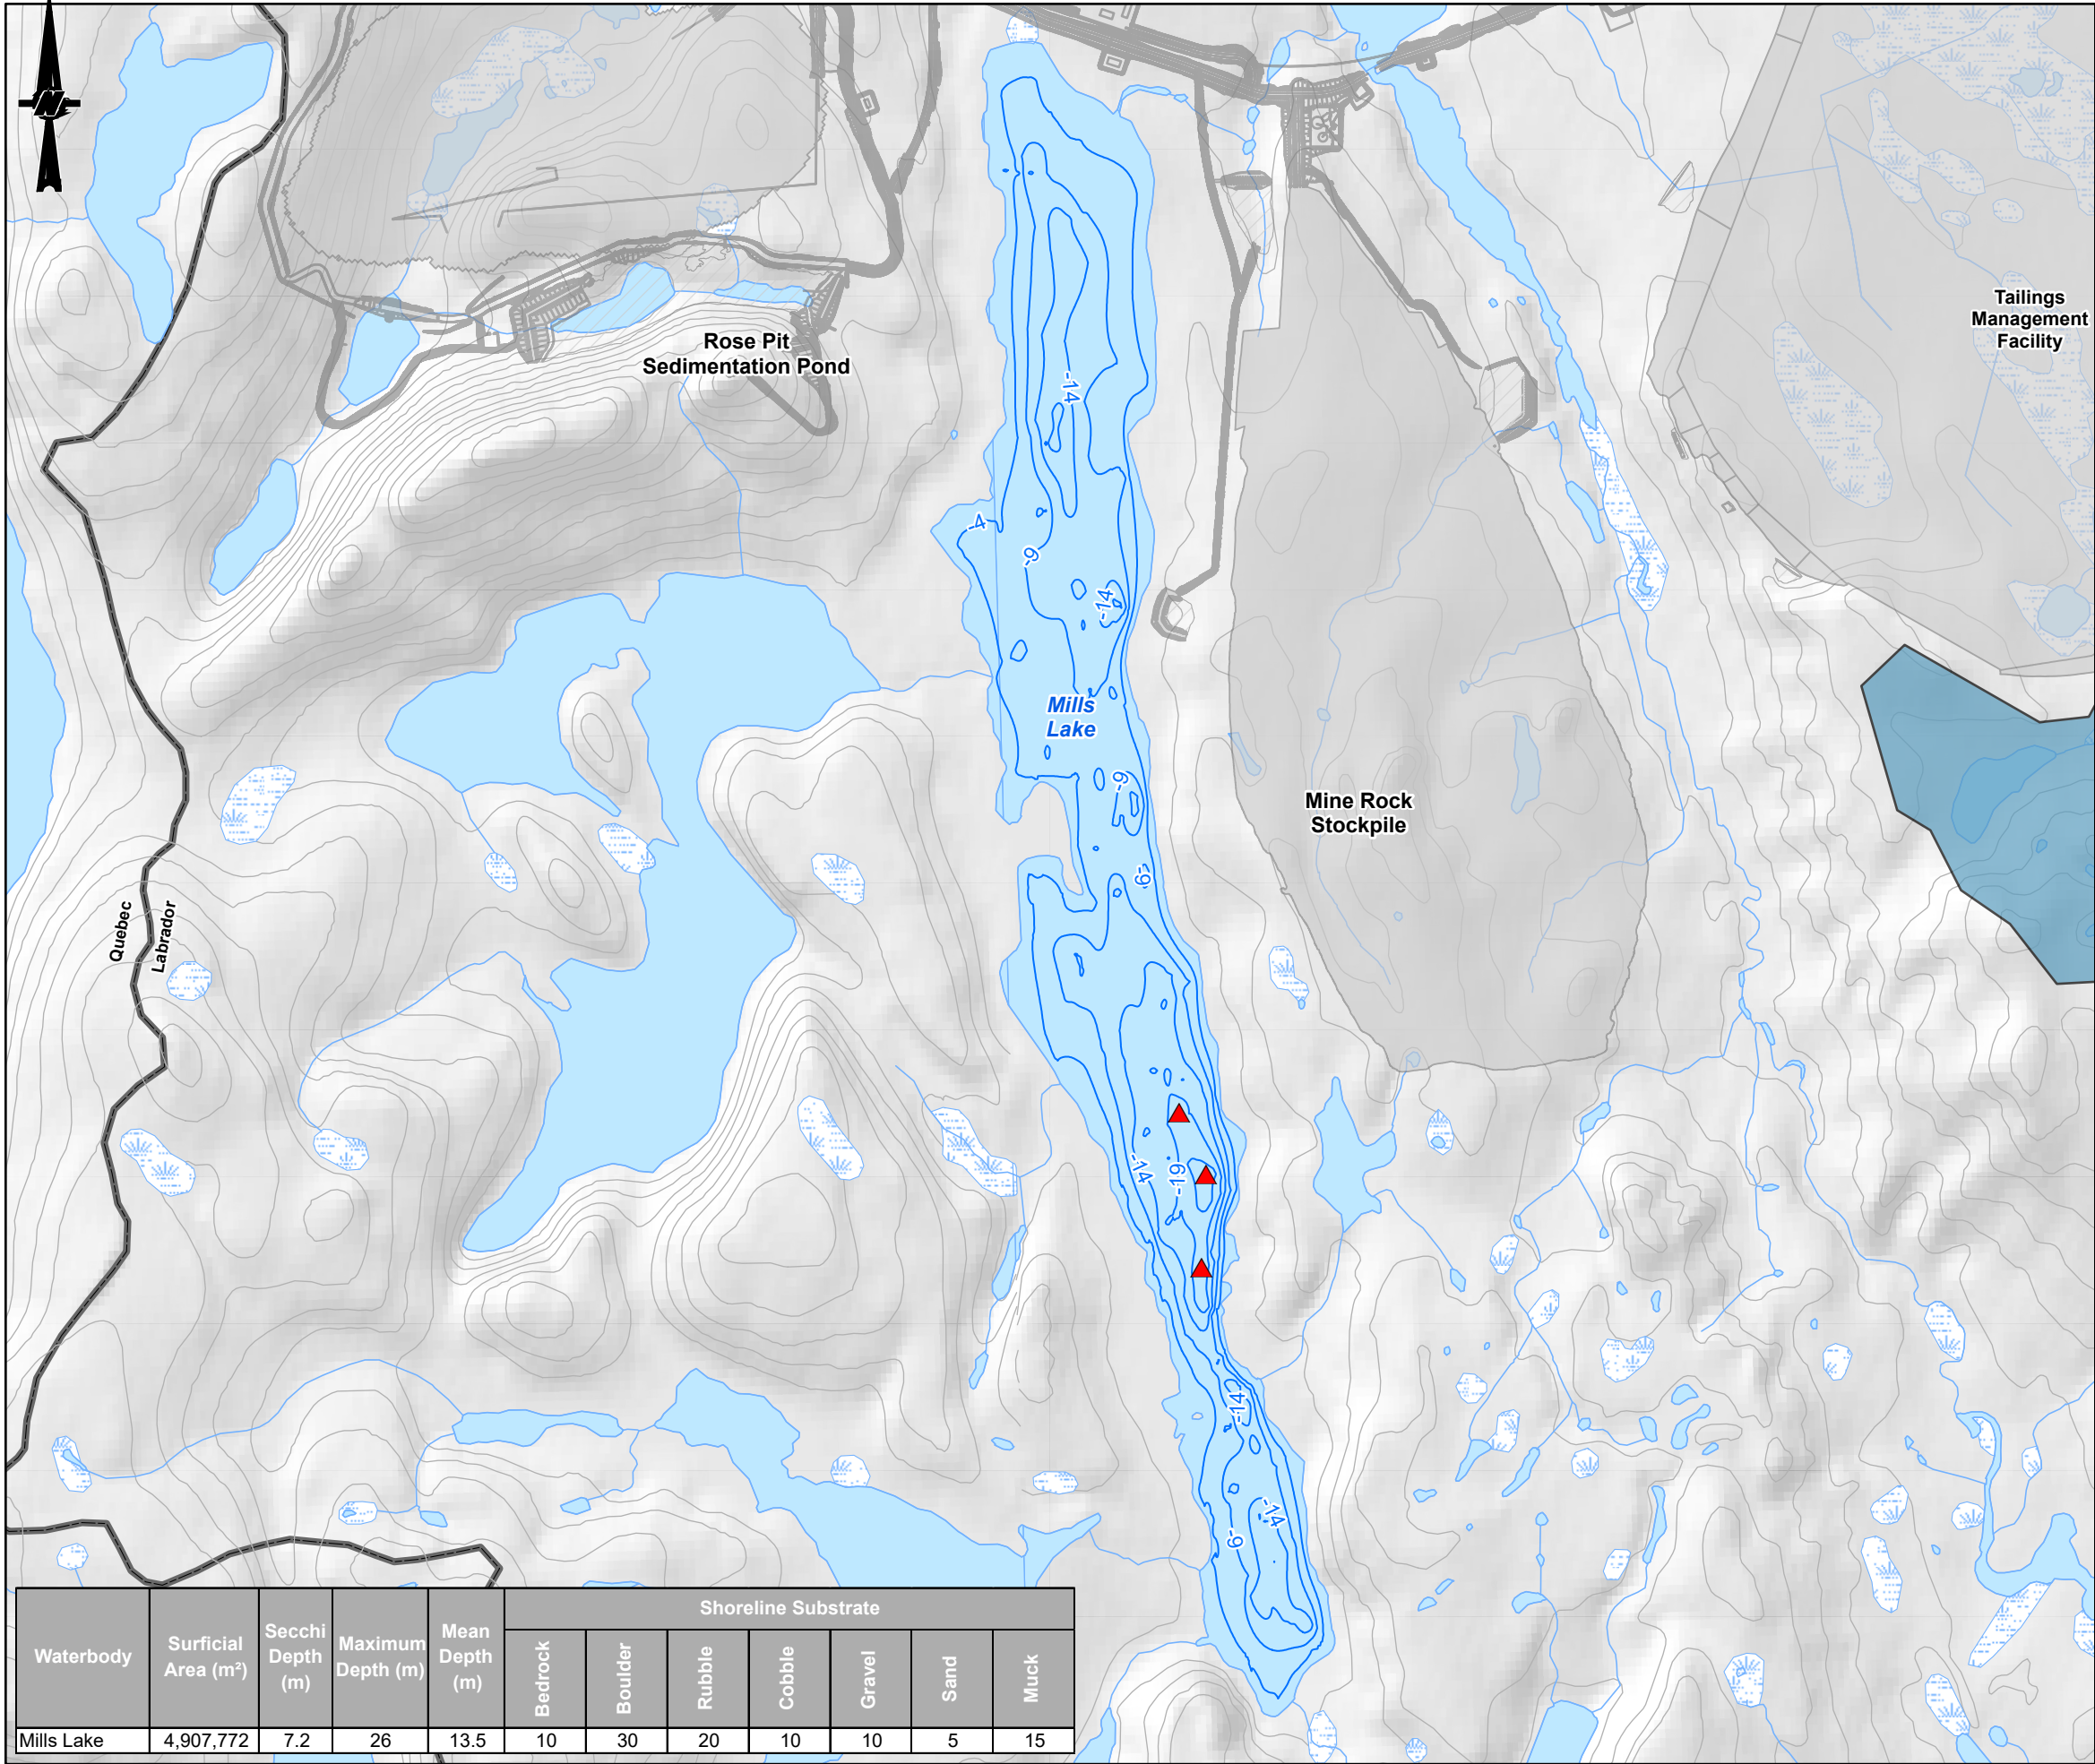 N
Tailings
Management
Facility
Rose Pit
Sedimentation Pond
-14
-4
-9
-14
Mills
Lake
-9
Mine Rock
Stockpile
-9
Quebec
Labrador
-14
-19
-14
-14
-9
Waterbody
Surficial Area (m²)
Secchi Depth (m)
Maximum Depth (m)
Mean Depth (m)
Shoreline Substrate
Bedrock
Boulder
Rubble
Cobble
Gravel
Sand
Muck
Mills Lake 4,907,772 7.2 26 13.5 10 30 20 10 10 5 15